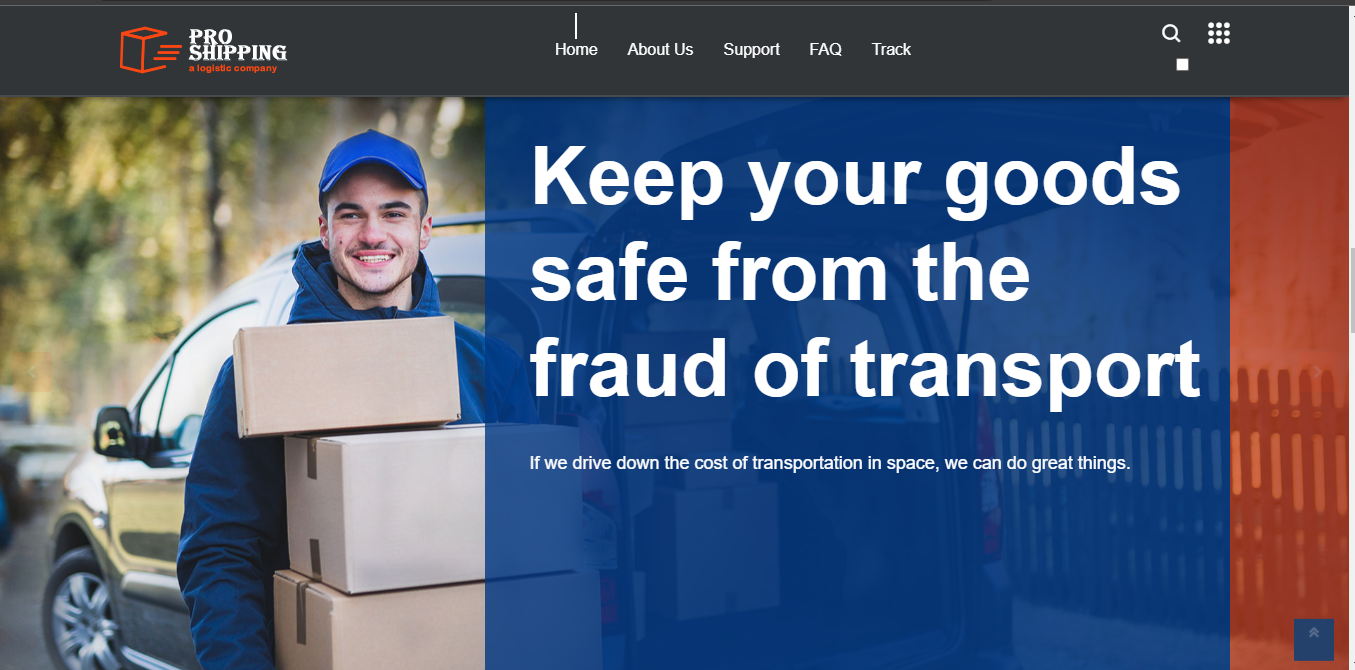 PRO
SHIPPING
a logistic company
Home About Us Support FAQ Track
Keep your goods
safe from the
fraud of transport
If we drive down the cost of transportation in space, we can do great things.